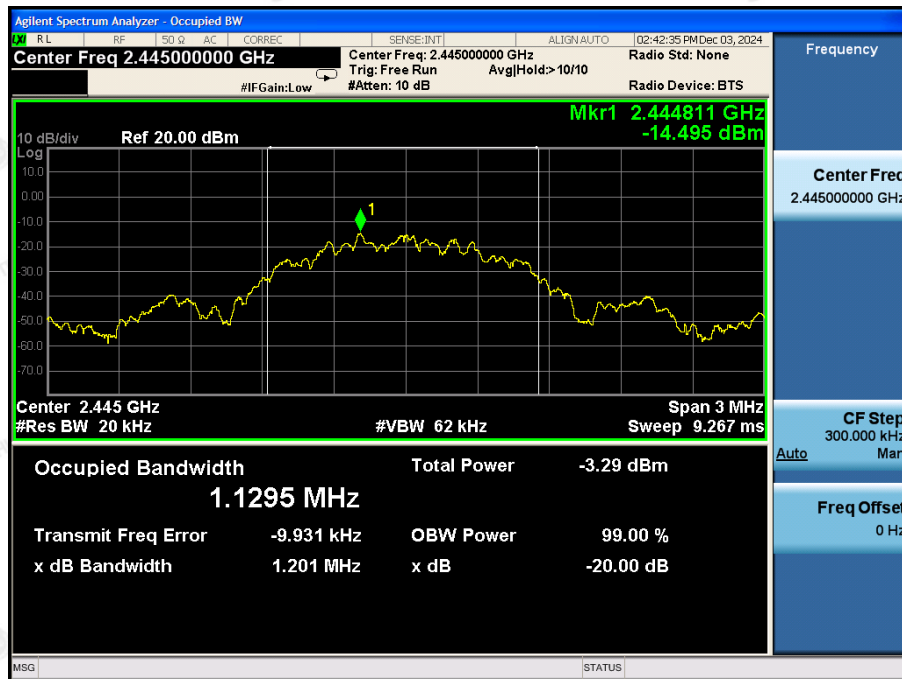 Agilent Spectrum Analyzer - Occupied BW
LXI RL RF 50 Ω AC CORREC SENSE:INT ALIGN AUTO 02:42:35 PM Dec 03, 2024
Center Freq 2.445000000 GHz
Center Freq: 2.445000000 GHz
Radio Std: None
Trig: Free Run Avg|Hold:>10/10
#IFGain:Low
#Atten: 10 dB
Radio Device: BTS
Mkr1 2.444811 GHz
-14.495 dBm
10 dB/div Ref 20.00 dBm
Log
10.0
0.00
-10.0
-20.0
-30.0
-40.0
-50.0
-60.0
-70.0
1
Center 2.445 GHz Span 3 MHz
#Res BW 20 kHz #VBW 62 kHz Sweep 9.267 ms
Occupied Bandwidth Total Power -3.29 dBm
1.1295 MHz
Transmit Freq Error -9.931 kHz OBW Power 99.00 %
x dB Bandwidth 1.201 MHz x dB -20.00 dB
MSG STATUS
Frequency
Center Freq
2.445000000 GHz
CF Step
300.000 kHz
Auto Man
Freq Offset
0 Hz